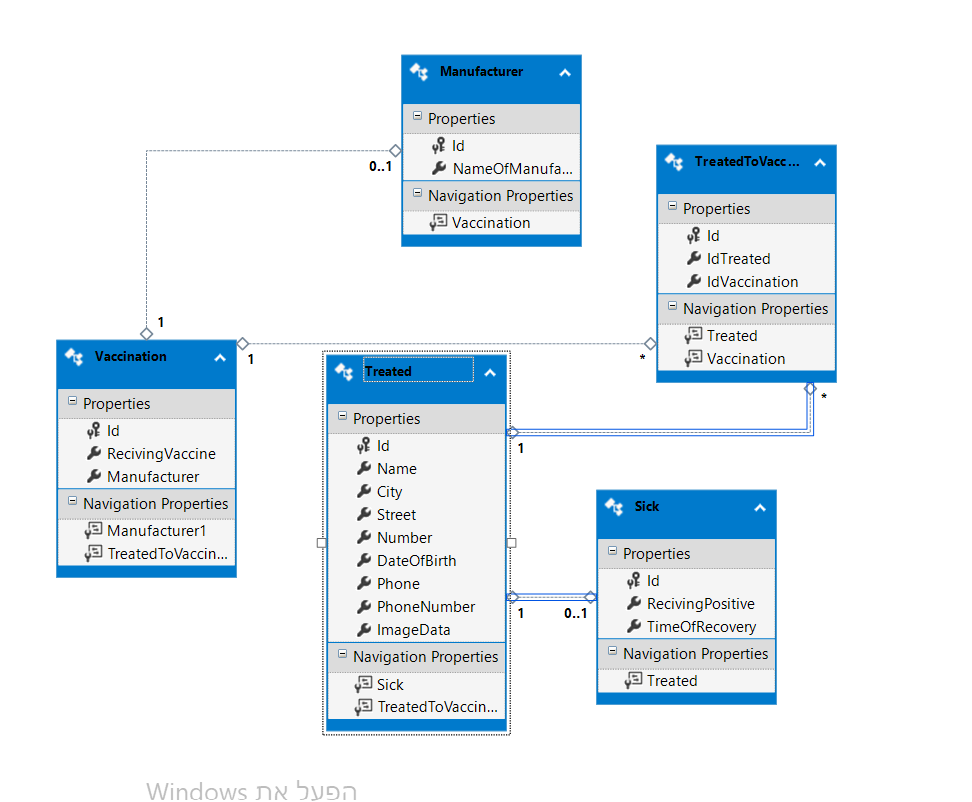 Manufacturer
Properties
Id
NameOfManufa...
Navigation Properties
Vaccination
0..1
1
TreatedToVacc...
Properties
Id
IdTreated
IdVaccination
Navigation Properties
Treated
Vaccination
*
*
Vaccination
Properties
Id
RecivingVaccine
Manufacturer
Navigation Properties
Manufacturer1
TreatedToVaccin...
1
Treated
Properties
Id
Name
City
Street
Number
DateOfBirth
Phone
PhoneNumber
ImageData
Navigation Properties
Sick
TreatedToVaccin...
1
1
0..1
Sick
Properties
Id
RecivingPositive
TimeOfRecovery
Navigation Properties
Treated
הפעל את Windows